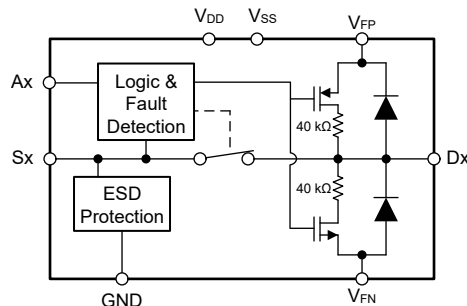 VDD
VSS
VFP
Ax
Logic &
Fault
Detection
40 kΩ
Sx
Dx
40 kΩ
ESD
Protection
GND
VFN